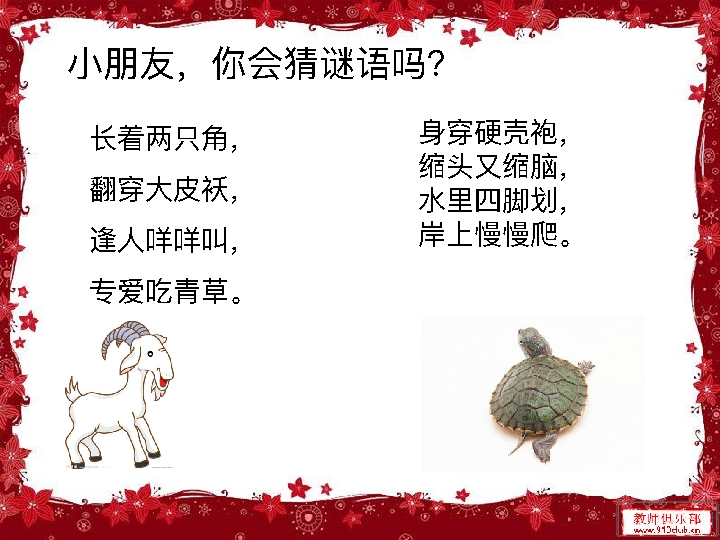 小朋友，你会猜谜语吗?
长着两只角，
翻穿大皮袄，
逢人咩咩叫，
专爱吃青草。
身穿硬壳袍，
缩头又缩脑，
水里四脚划，
岸上慢慢爬。
教师俱乐部
www.910club.cn